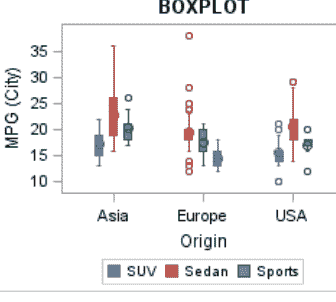 BOXPLOT
MPG (City)
35
30
25
20
15
10
Asia
Europe
USA
Origin
SUV
Sedan
Sports